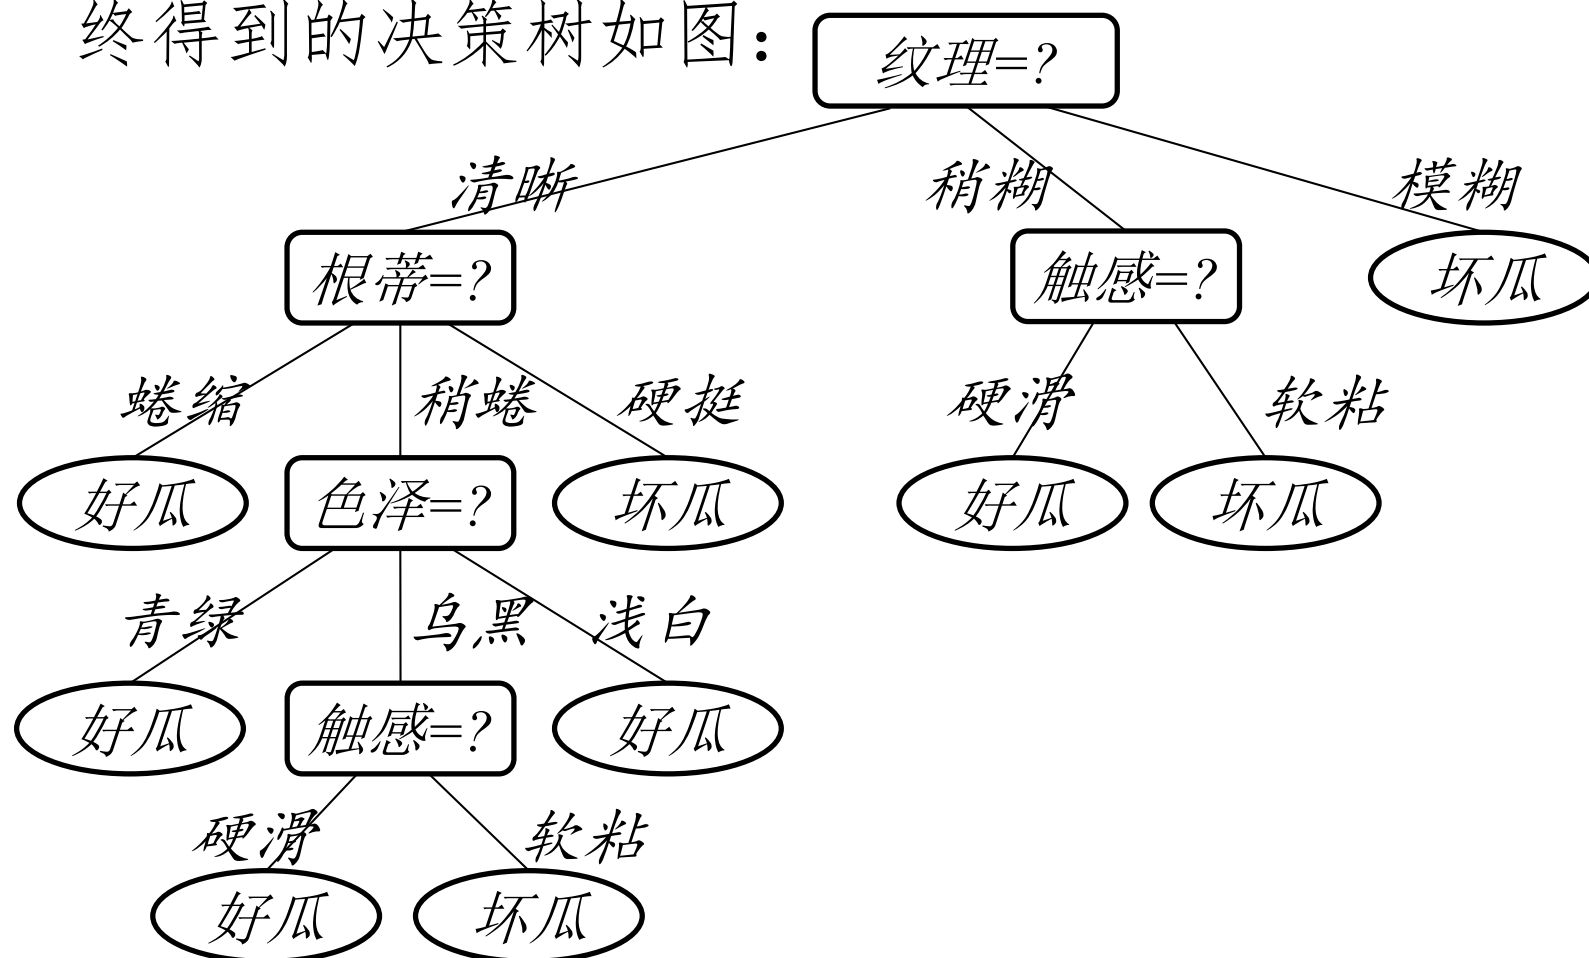 终得到的决策树如图：
纹理=?
清晰 稍糊 模糊
根蒂=? 触感=? 坏瓜
蜷缩 稍蜷 硬挺 硬滑 软粘
好瓜 色泽=? 坏瓜 好瓜 坏瓜
青绿 乌黑 浅白
好瓜 触感=? 好瓜
硬滑 软粘
好瓜 坏瓜